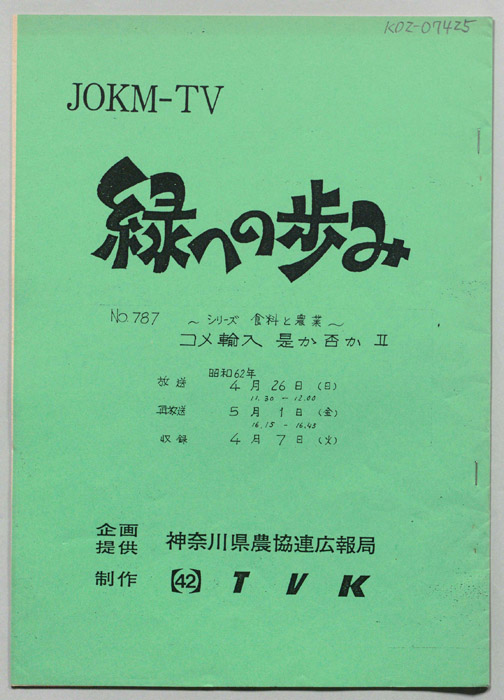 KDZ-07425
JOKM-TV
緑への歩み
No.787
～シリーズ 食料と農業～
コメ輸入 是か否か Ⅱ
昭和62年
放送 4月26日(日)
11.30 － 12.00
再放送 5月1日(金)
16.15 － 16.45
収録 4月7日(火)
企画
提供 神奈川県農協連広報局
制作 42 TVK